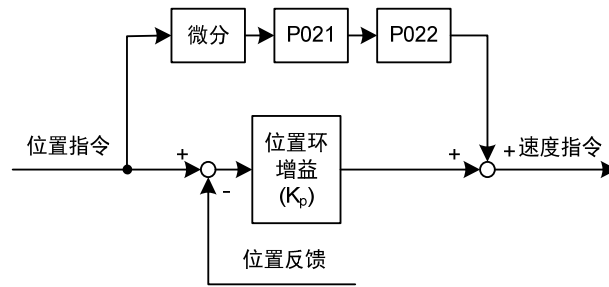 微分
P021
P022
位置指令
+
-
位置环
增益
(Kp)
+
+
速度指令
位置反馈